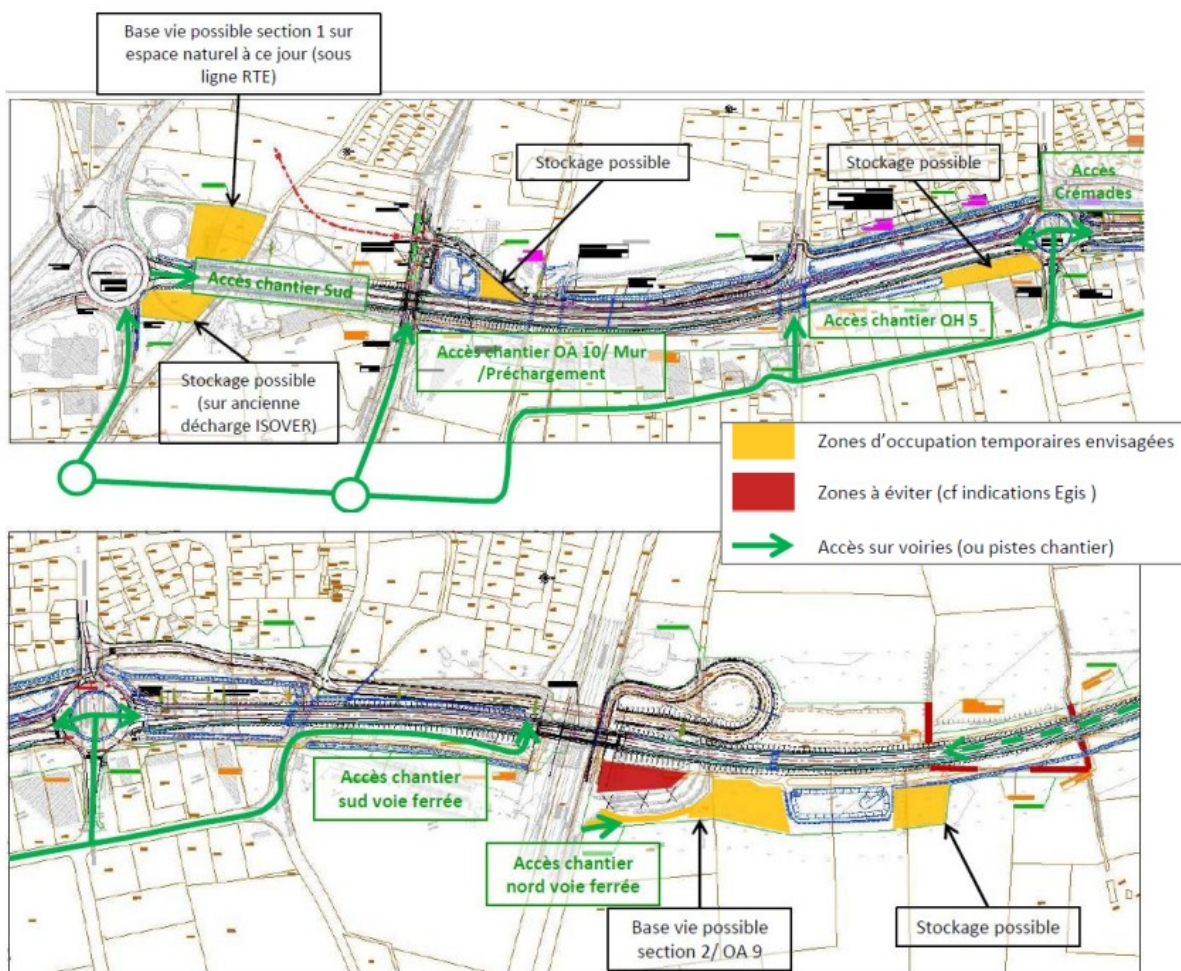 Base vie possible section 1 sur
espace naturel à ce jour (sous
ligne RTE)
Stockage possible
Stockage possible
Accès
Crémades
Accès chantier Sud
Accès chantier OH 5
Accès chantier OA 10/ Mur
/Préchargement
Stockage possible
(sur ancienne
décharge ISOVER)
Zones d'occupation temporaires envisagées
Zones à éviter (cf indications Egis )
Accès sur voiries (ou pistes chantier)
Accès chantier
sud voie ferrée
Accès chantier
nord voie ferrée
Base vie possible
section 2/ OA 9
Stockage possible